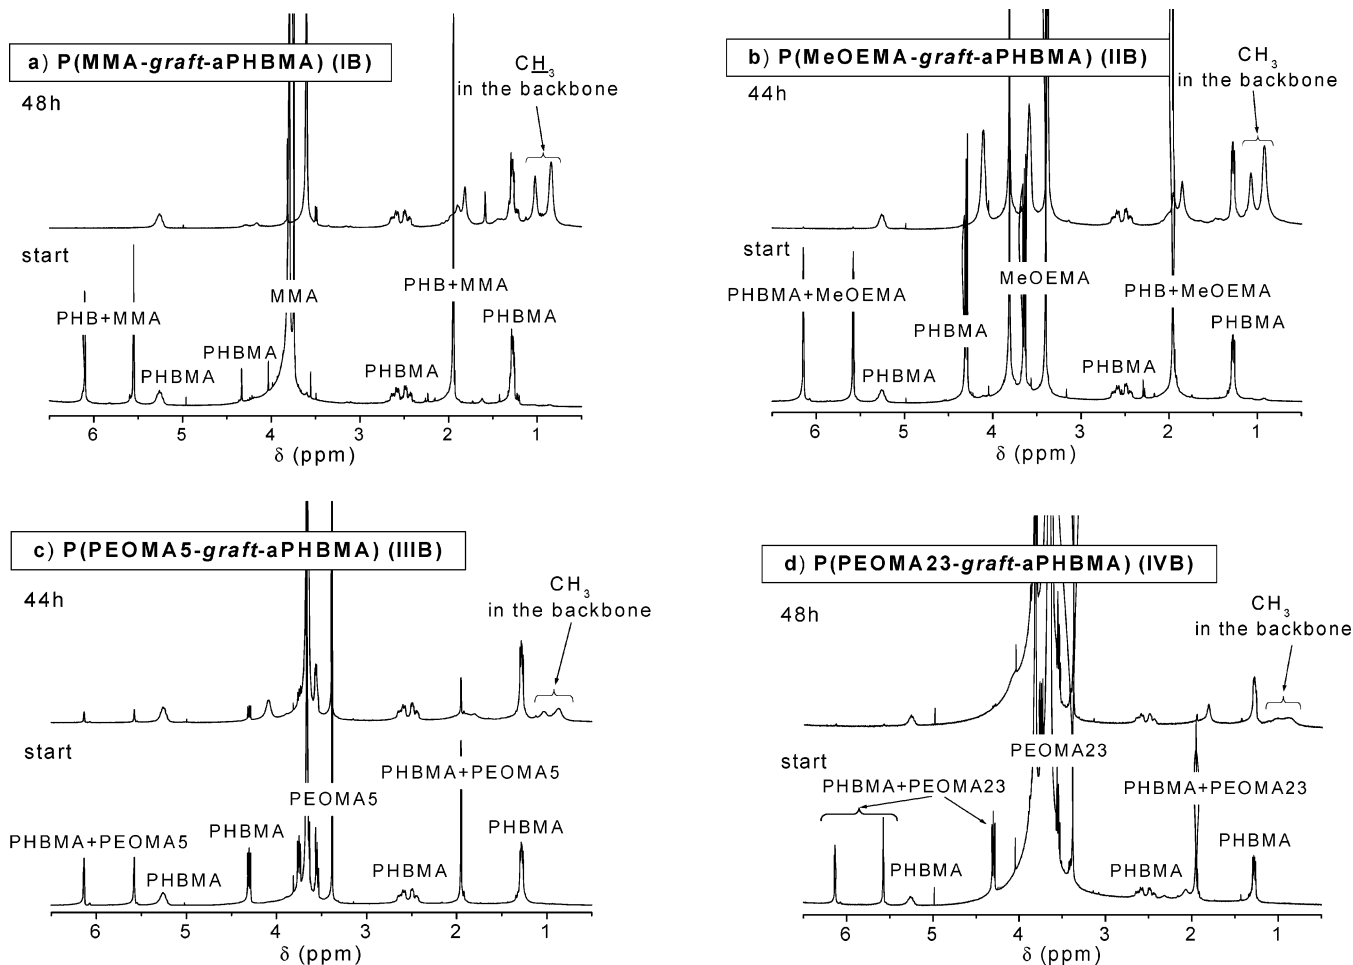 a) P(MMA-graft-aPHBMA) (IB)
48h
CH3
in the backbone
start
PHB+MMA
PHBMA
PHBMA
MMA
PHBMA
PHB+MMA
PHBMA
6 5 4 3 2 1
δ (ppm)
b) P(MeOEMA-graft-aPHBMA) (IIB)
44h
CH3
in the backbone
start
PHBMA+MeOEMA
PHBMA
PHBMA
MeOEMA
PHBMA
PHB+MeOEMA
PHBMA
6 5 4 3 2 1
δ (ppm)
c) P(PEOMA5-graft-aPHBMA) (IIIB)
44h
CH3
in the backbone
start
PHBMA+PEOMA5
PHBMA
PHBMA
PEOMA5
PHBMA
PHBMA+PEOMA5
PHBMA
6 5 4 3 2 1
δ (ppm)
d) P(PEOMA23-graft-aPHBMA) (IVB)
48h
CH3
in the backbone
start
PHBMA+PEOMA23
PHBMA
PEOMA23
PHBMA
PHBMA+PEOMA23
PHBMA
6 5 4 3 2 1
δ (ppm)